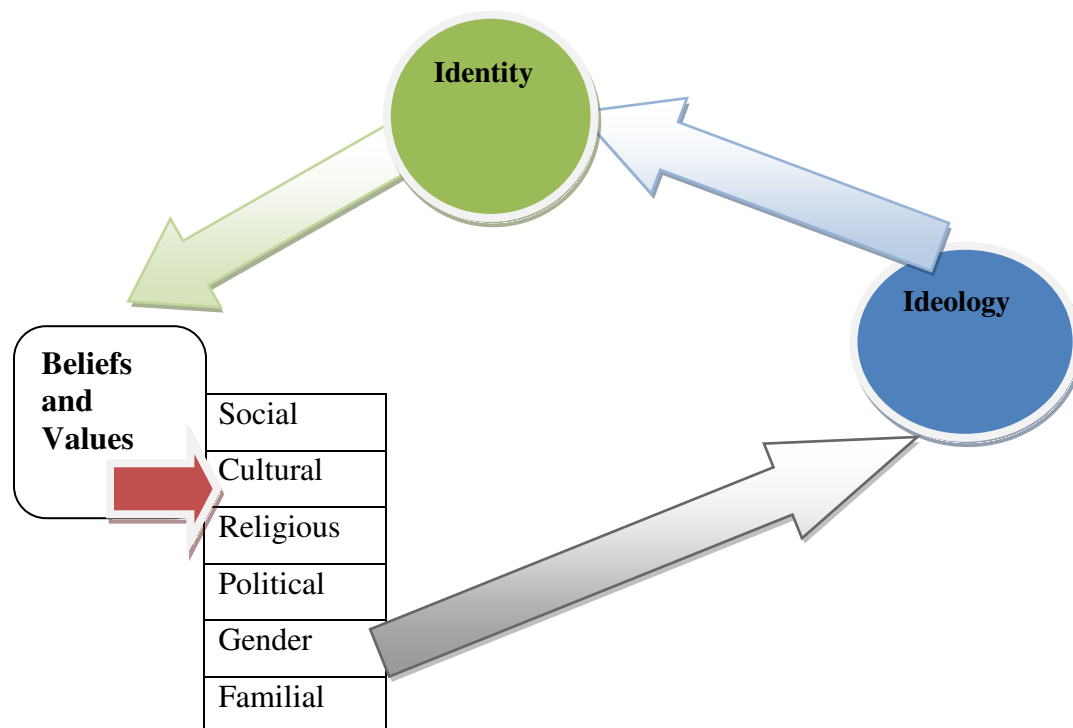 Identity
Ideology
Beliefs
and
Values
Social
Cultural
Religious
Political
Gender
Familial